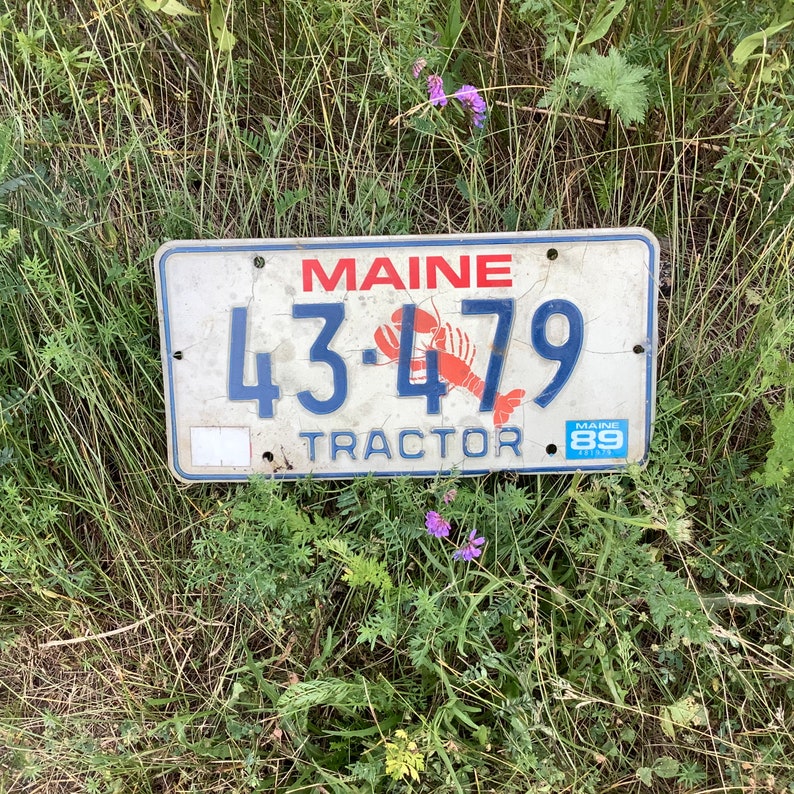 MAINE
43·479
TRACTOR
MAINE
89